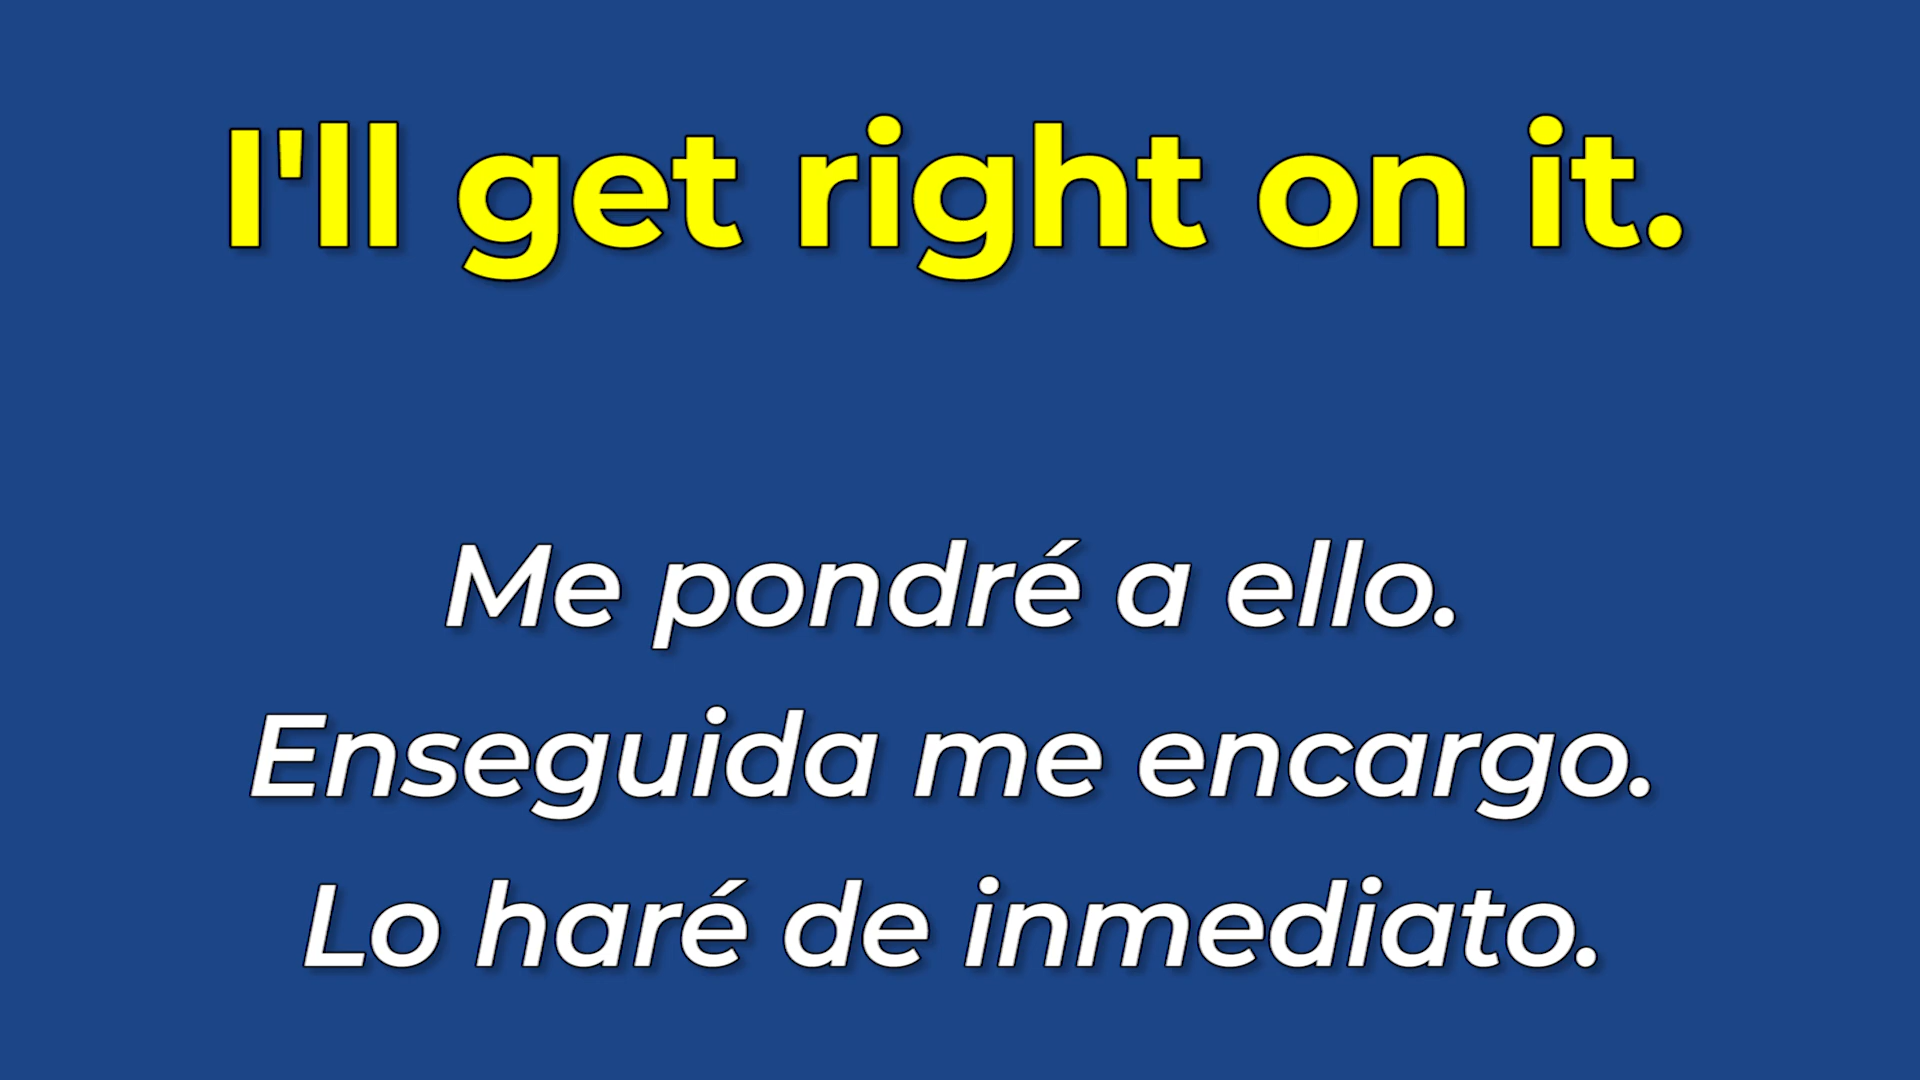 I'll get right on it.
Me pondré a ello.
Enseguida me encargo.
Lo haré de inmediato.